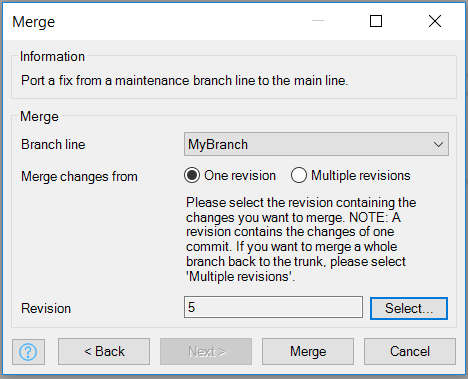 Merge
Information
Port a fix from a maintenance branch line to the main line.
Merge
Branch line
MyBranch
Merge changes from
One revision
Multiple revisions
Please select the revision containing the
changes you want to merge. NOTE: A
revision contains the changes of one
commit. If you want to merge a whole
branch back to the trunk, please select
'Multiple revisions'.
Revision
5
Select...
?
< Back
Next >
Merge
Cancel